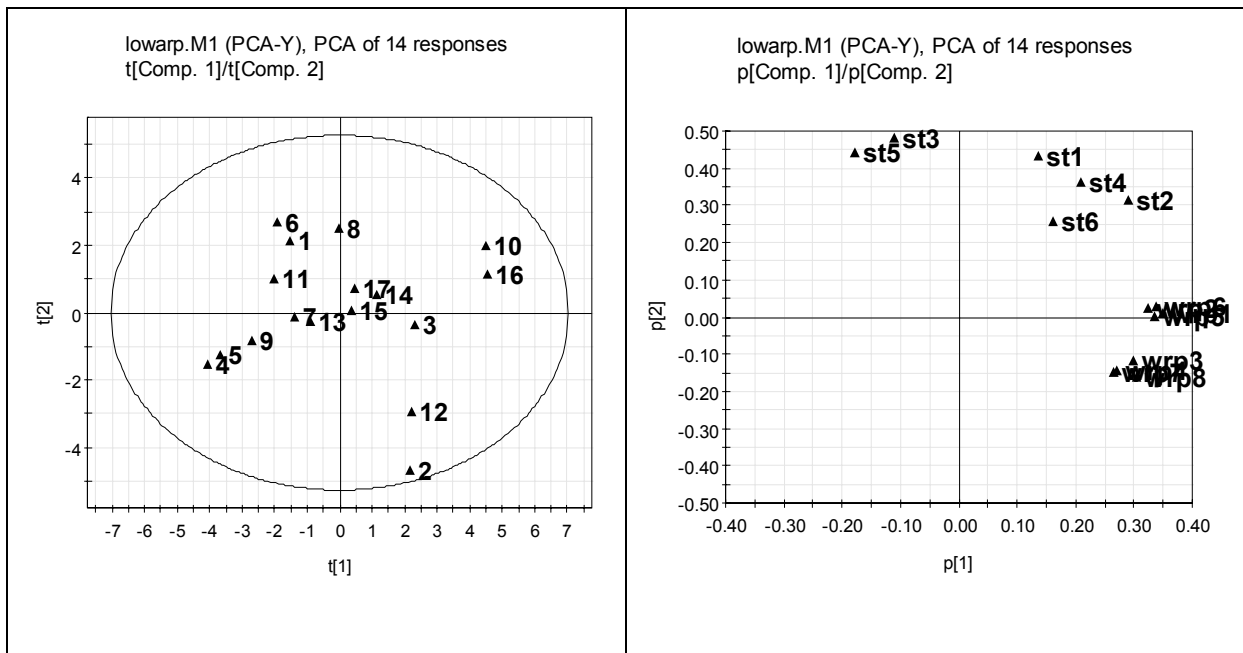 lowarp.M1 (PCA-Y), PCA of 14 responses
t[Comp. 1]/t[Comp. 2]
4
2
0
-2
-4
t[2]
-7 -6 -5 -4 -3 -2 -1 0 1 2 3 4 5 6 7
t[1]
6
1
8
10
16
11
17
14
15
7
13
3
9
5
4
12
2
lowarp.M1 (PCA-Y), PCA of 14 responses
p[Comp. 1]/p[Comp. 2]
0.50
0.40
0.30
0.20
0.10
0.00
-0.10
-0.20
-0.30
-0.40
-0.50
p[2]
-0.40 -0.30 -0.20 -0.10 0.00 0.10 0.20 0.30 0.40
p[1]
st3
st5
st1
st4
st2
st6
wrp6
wrp3
wrp8